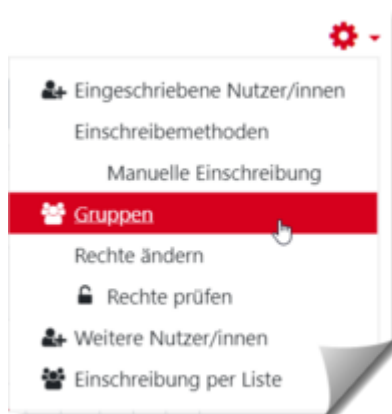 Eingeschriebene Nutzer/innen
Einschreibemethoden
Manuelle Einschreibung
Gruppen
Rechte ändern
Rechte prüfen
Weitere Nutzer/innen
Einschreibung per Liste